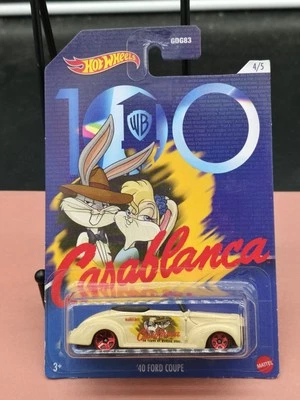 GDG83
HOT WHEELS
4/5
100
WB
Casablanca
3+
'40 FORD COUPE
MATTEL